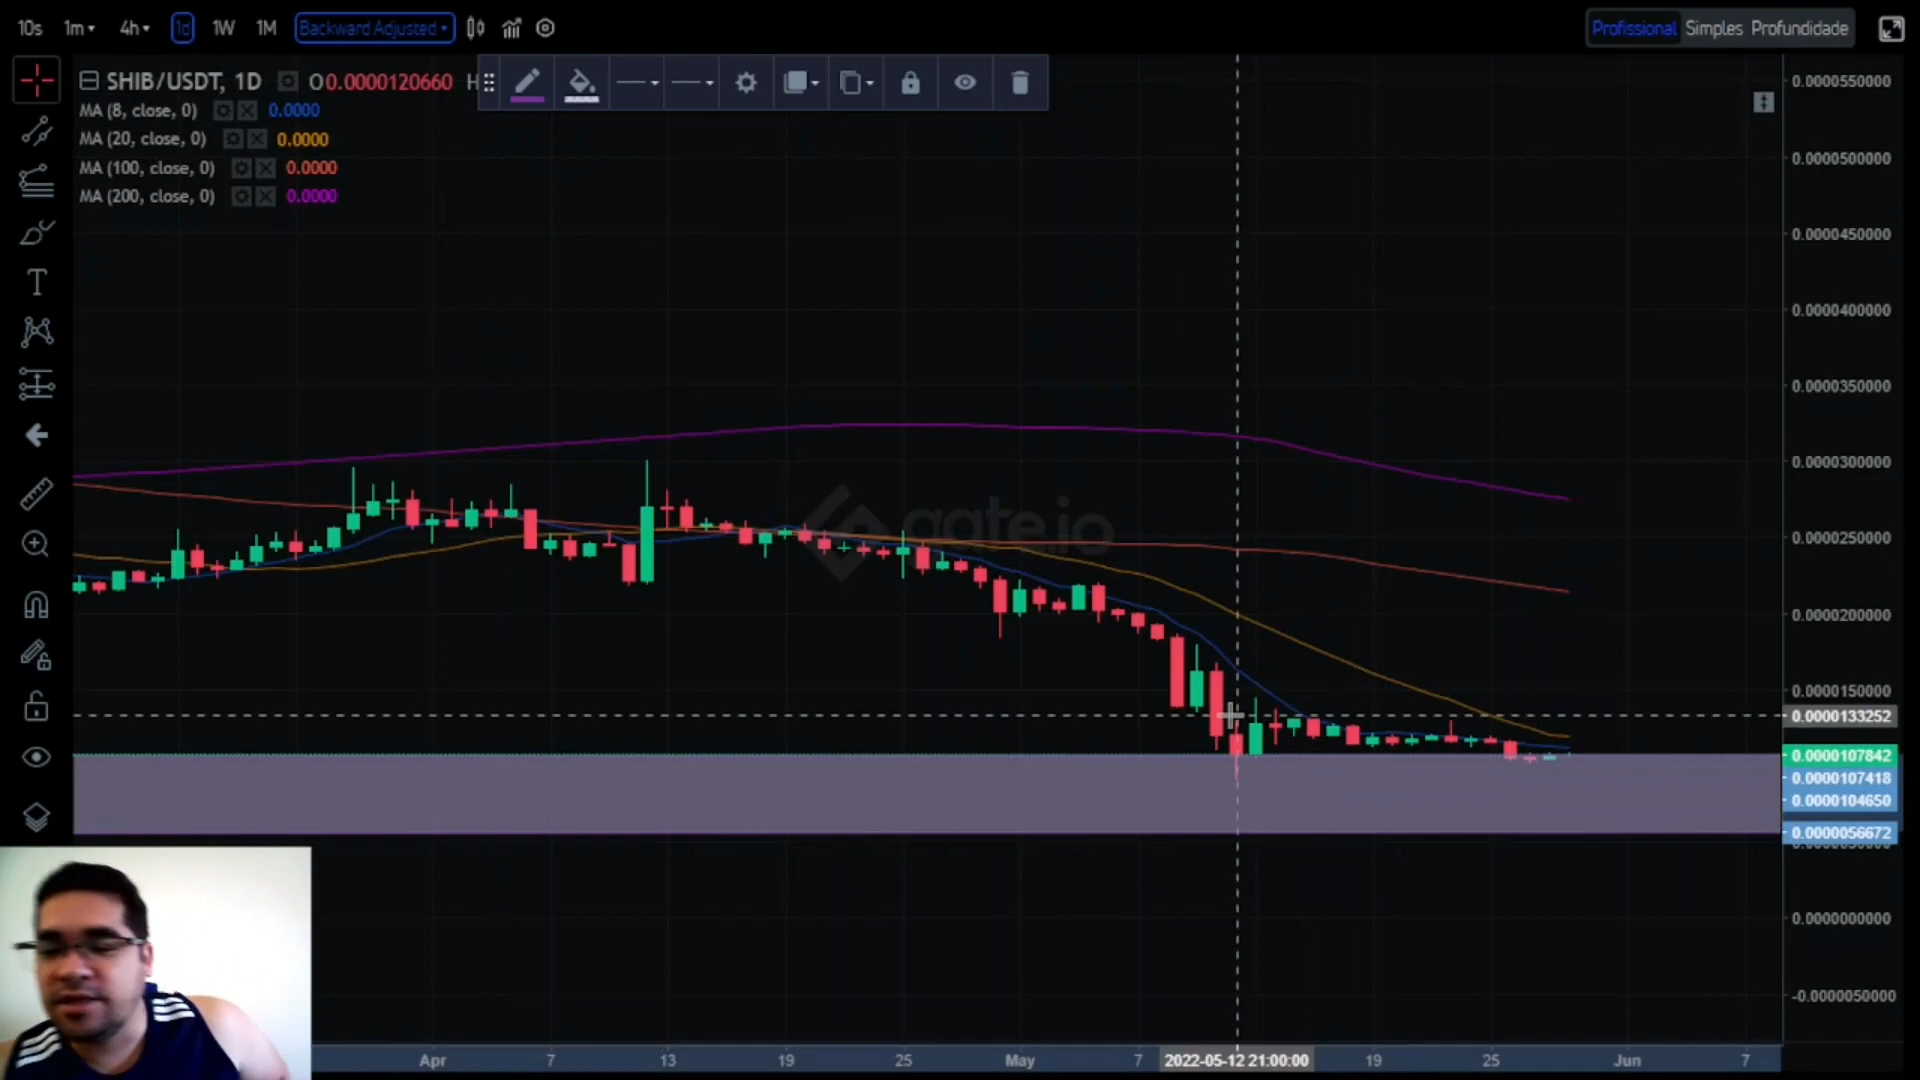 10s 1m 4h 1d 1W 1M Backward Adjusted
Profissional Simples Profundidade
SHIB/USDT, 1D O0.0000120660 H
MA (8, close, 0) 0.0000
MA (20, close, 0) 0.0000
MA (100, close, 0) 0.0000
MA (200, close, 0) 0.0000
gate.io
0.0000550000
0.0000500000
0.0000450000
0.0000400000
0.0000350000
0.0000300000
0.0000250000
0.0000200000
0.0000150000
0.0000133252
0.0000107842
0.0000107418
0.0000104650
0.0000056672
0.0000000000
-0.0000050000
Apr 7 13 19 25 May 7 2022-05-12 21:00:00 19 25 Jun 7